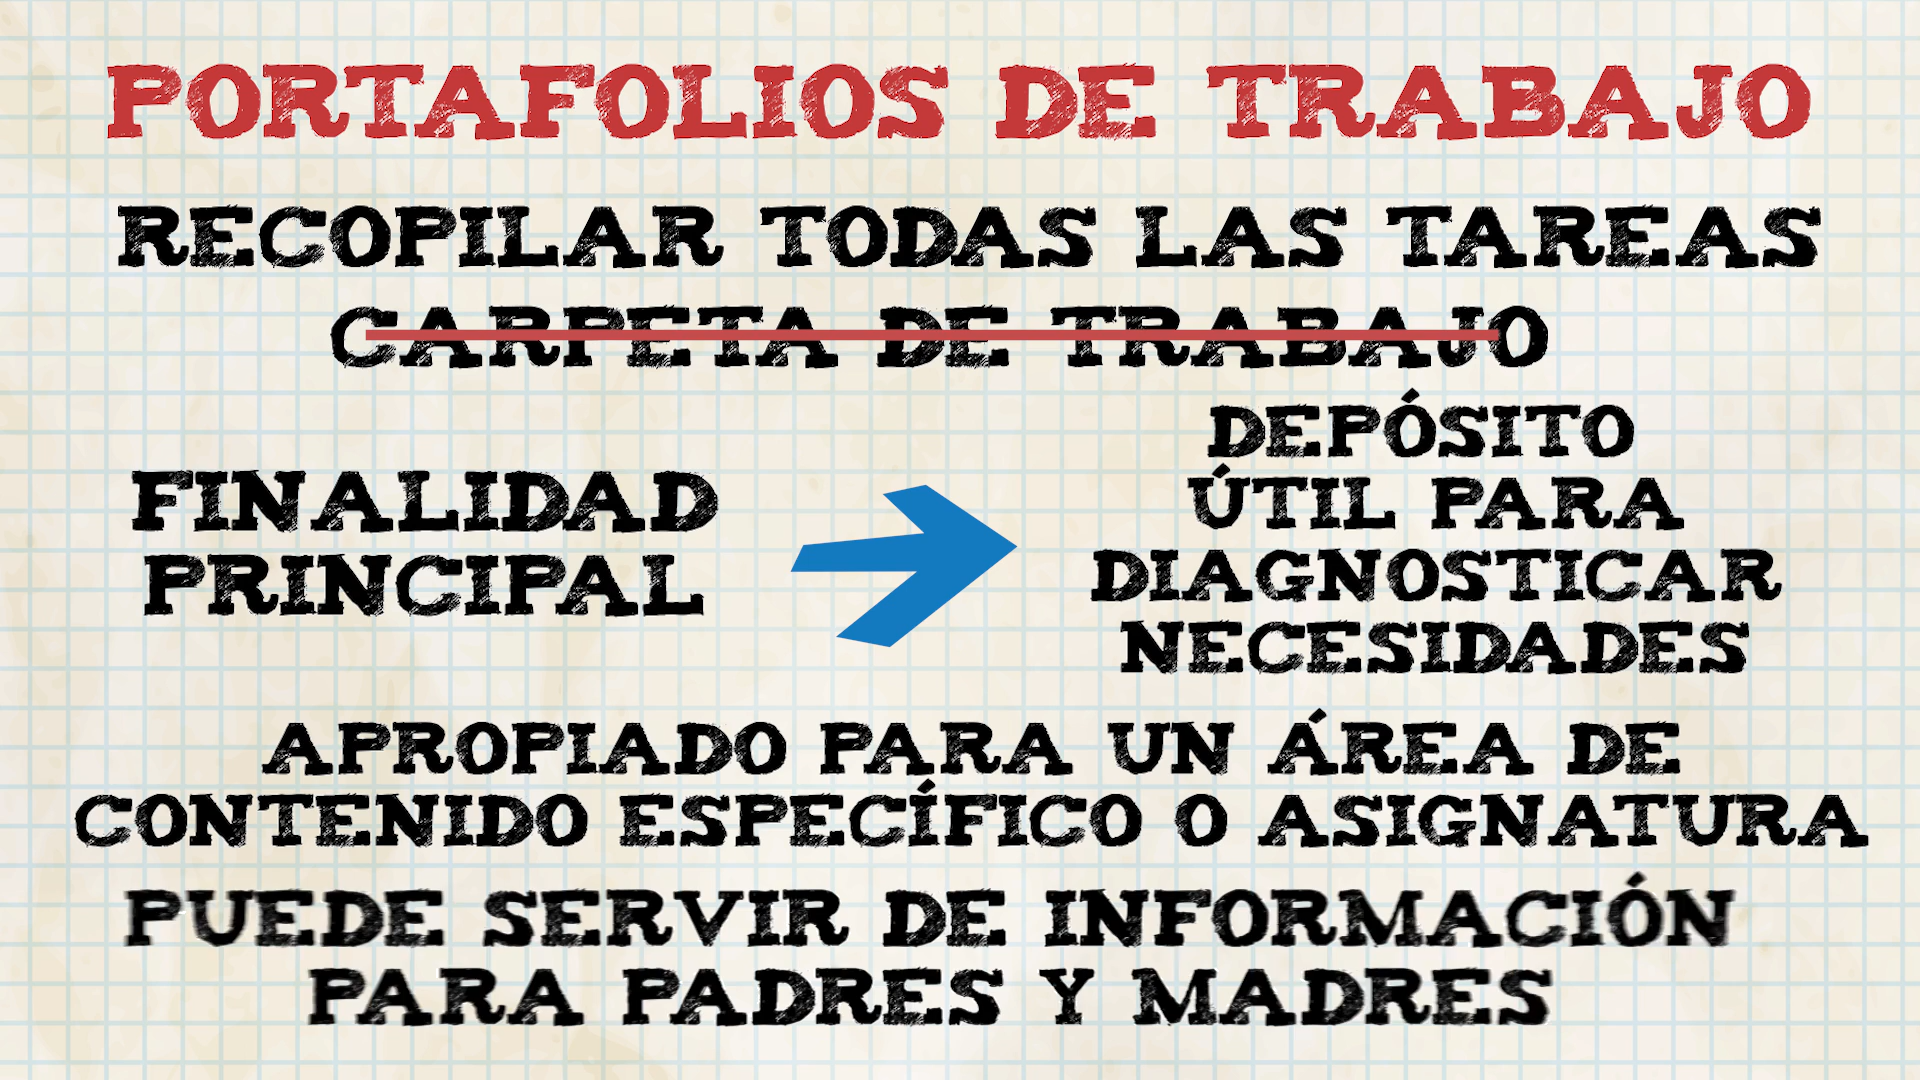 PORTAFOLIOS DE TRABAJO
RECOPILAR TODAS LAS TAREAS
CARPETA DE TRABAJO
FINALIDAD
PRINCIPAL
DEPÓSITO
ÚTIL PARA
DIAGNOSTICAR
NECESIDADES
APROPIADO PARA UN ÁREA DE
CONTENIDO ESPECÍFICO O ASIGNATURA
PUEDE SERVIR DE INFORMACIÓN
PARA PADRES Y MADRES